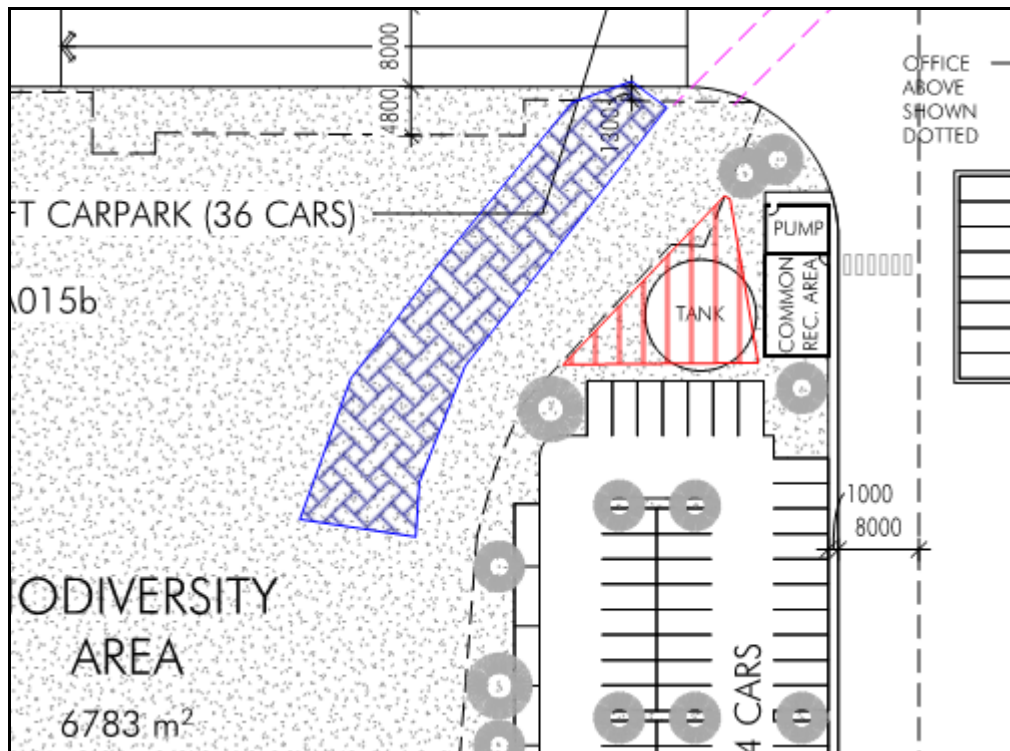 8000
4800
13003
OFFICE
ABOVE
SHOWN
DOTTED
FT CARPARK (36 CARS)
PUMP
COMMON
REC. AREA
A015b
TANK
1000
8000
ODIVERSITY
AREA
6783 m²
4 CARS